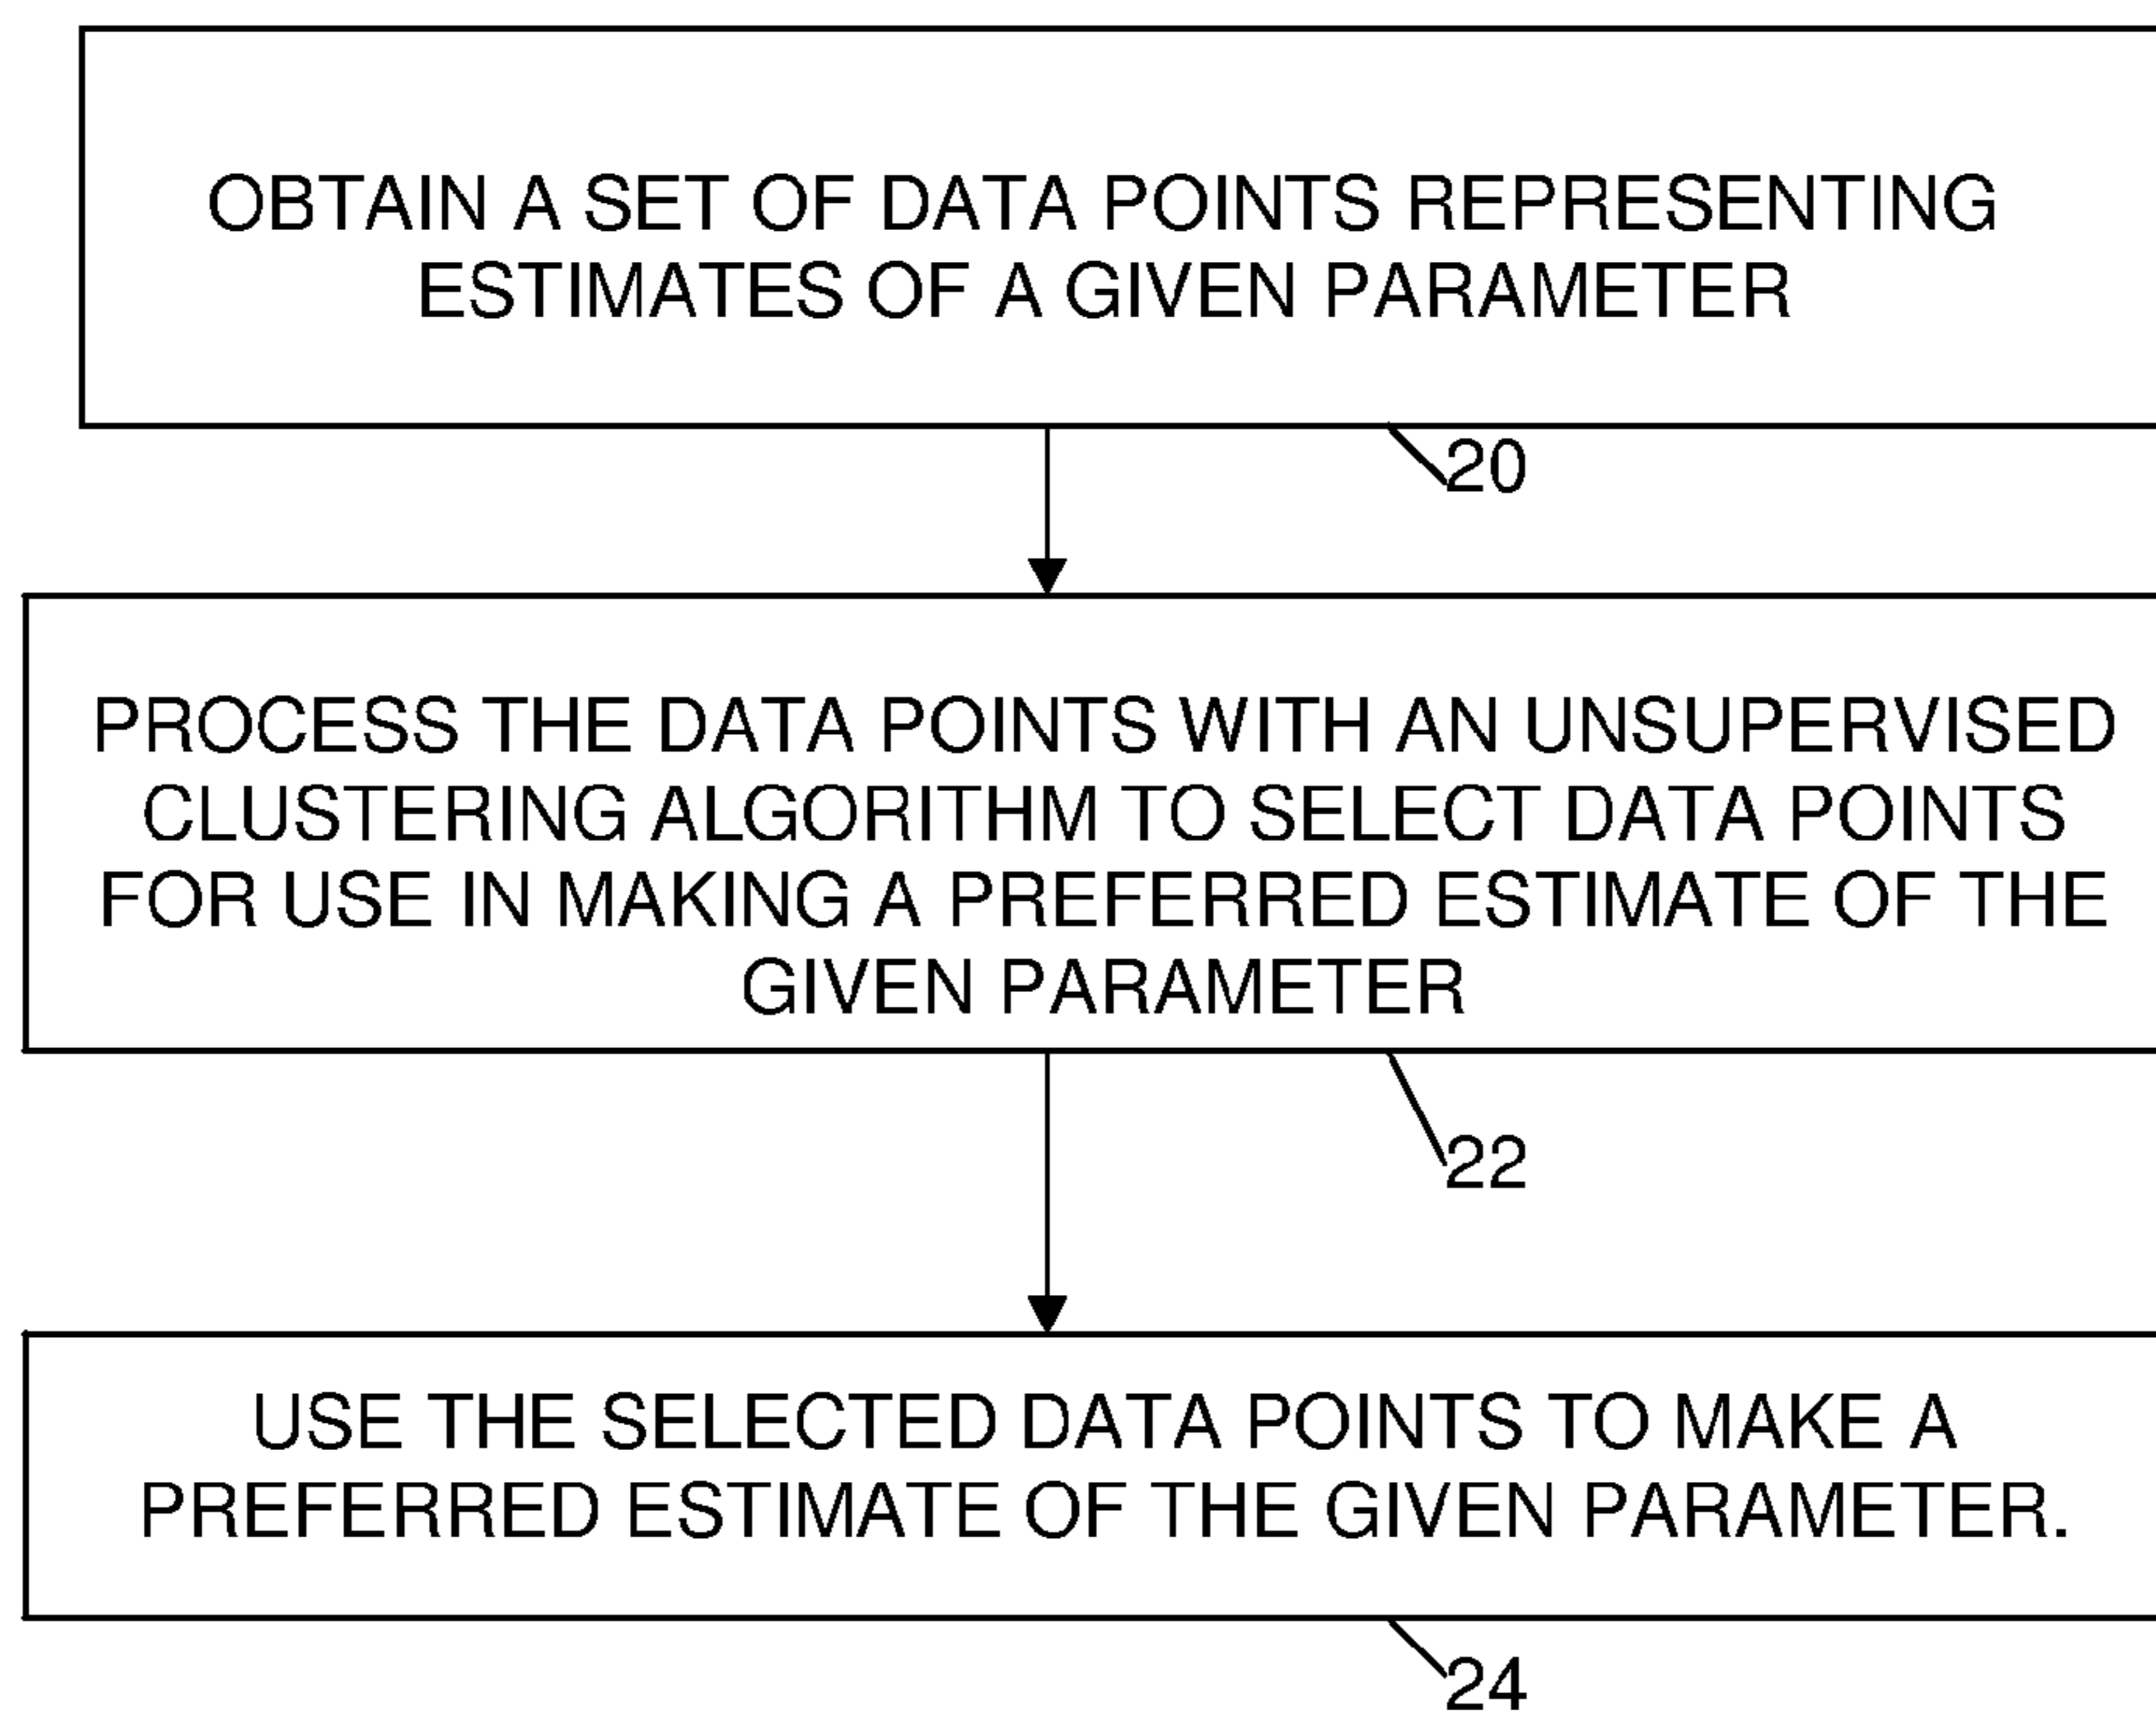 OBTAIN A SET OF DATA POINTS REPRESENTING
ESTIMATES OF A GIVEN PARAMETER
20
PROCESS THE DATA POINTS WITH AN UNSUPERVISED
CLUSTERING ALGORITHM TO SELECT DATA POINTS
FOR USE IN MAKING A PREFERRED ESTIMATE OF THE
GIVEN PARAMETER
22
USE THE SELECTED DATA POINTS TO MAKE A
PREFERRED ESTIMATE OF THE GIVEN PARAMETER.
24